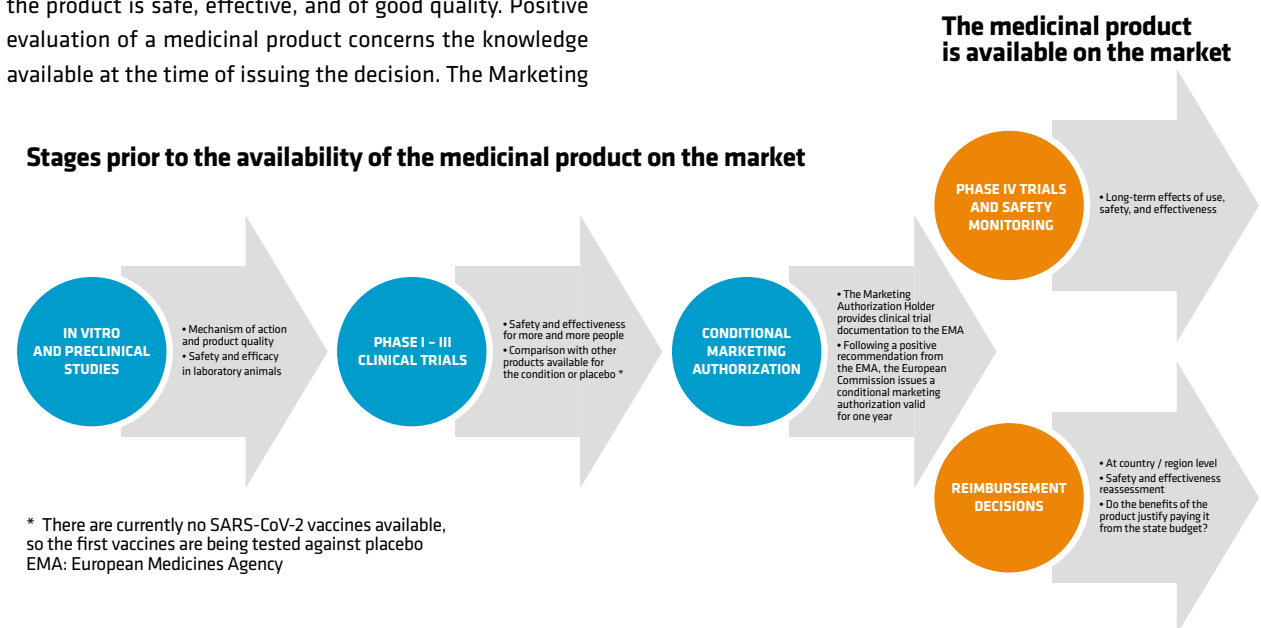 the product is safe, effective, and of good quality. Positive
evaluation of a medicinal product concerns the knowledge
available at the time of issuing the decision. The Marketing
Stages prior to the availability of the medicinal product on the market
IN VITRO
AND PRECLINICAL
STUDIES
• Mechanism of action
and product quality
• Safety and efficacy
in laboratory animals
PHASE I – III
CLINICAL TRIALS
• Safety and effectiveness
for more and more people
• Comparison with other
products available for
the condition or placebo *
CONDITIONAL
MARKETING
AUTHORIZATION
• The Marketing
Authorization Holder
provides clinical trial
documentation to the EMA
• Following a positive
recommendation from
the EMA, the European
Commission issues a
conditional marketing
authorization valid
for one year
The medicinal product
is available on the market
PHASE IV TRIALS
AND SAFETY
MONITORING
• Long-term effects of use,
safety, and effectiveness
REIMBURSEMENT
DECISIONS
• At country / region level
• Safety and effectiveness
reassessment
• Do the benefits of the
product justify paying it
from the state budget?
* There are currently no SARS-CoV-2 vaccines available,
so the first vaccines are being tested against placebo
EMA: European Medicines Agency